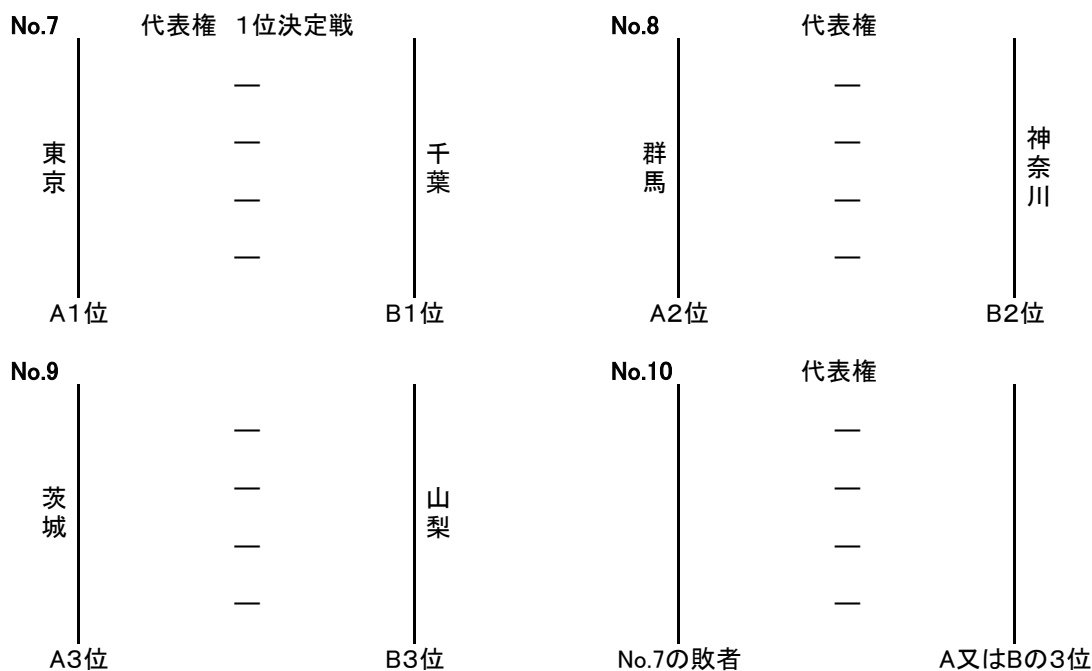 No.7 代表権 1位決定戦
東京
—
—
—
—
千葉
A1位 B1位
No.8 代表権
群馬
—
—
—
—
神奈川
A2位 B2位
No.9
茨城
—
—
—
—
山梨
A3位 B3位
No.10 代表権
—
—
—
—
No.7の敗者 A又はBの3位